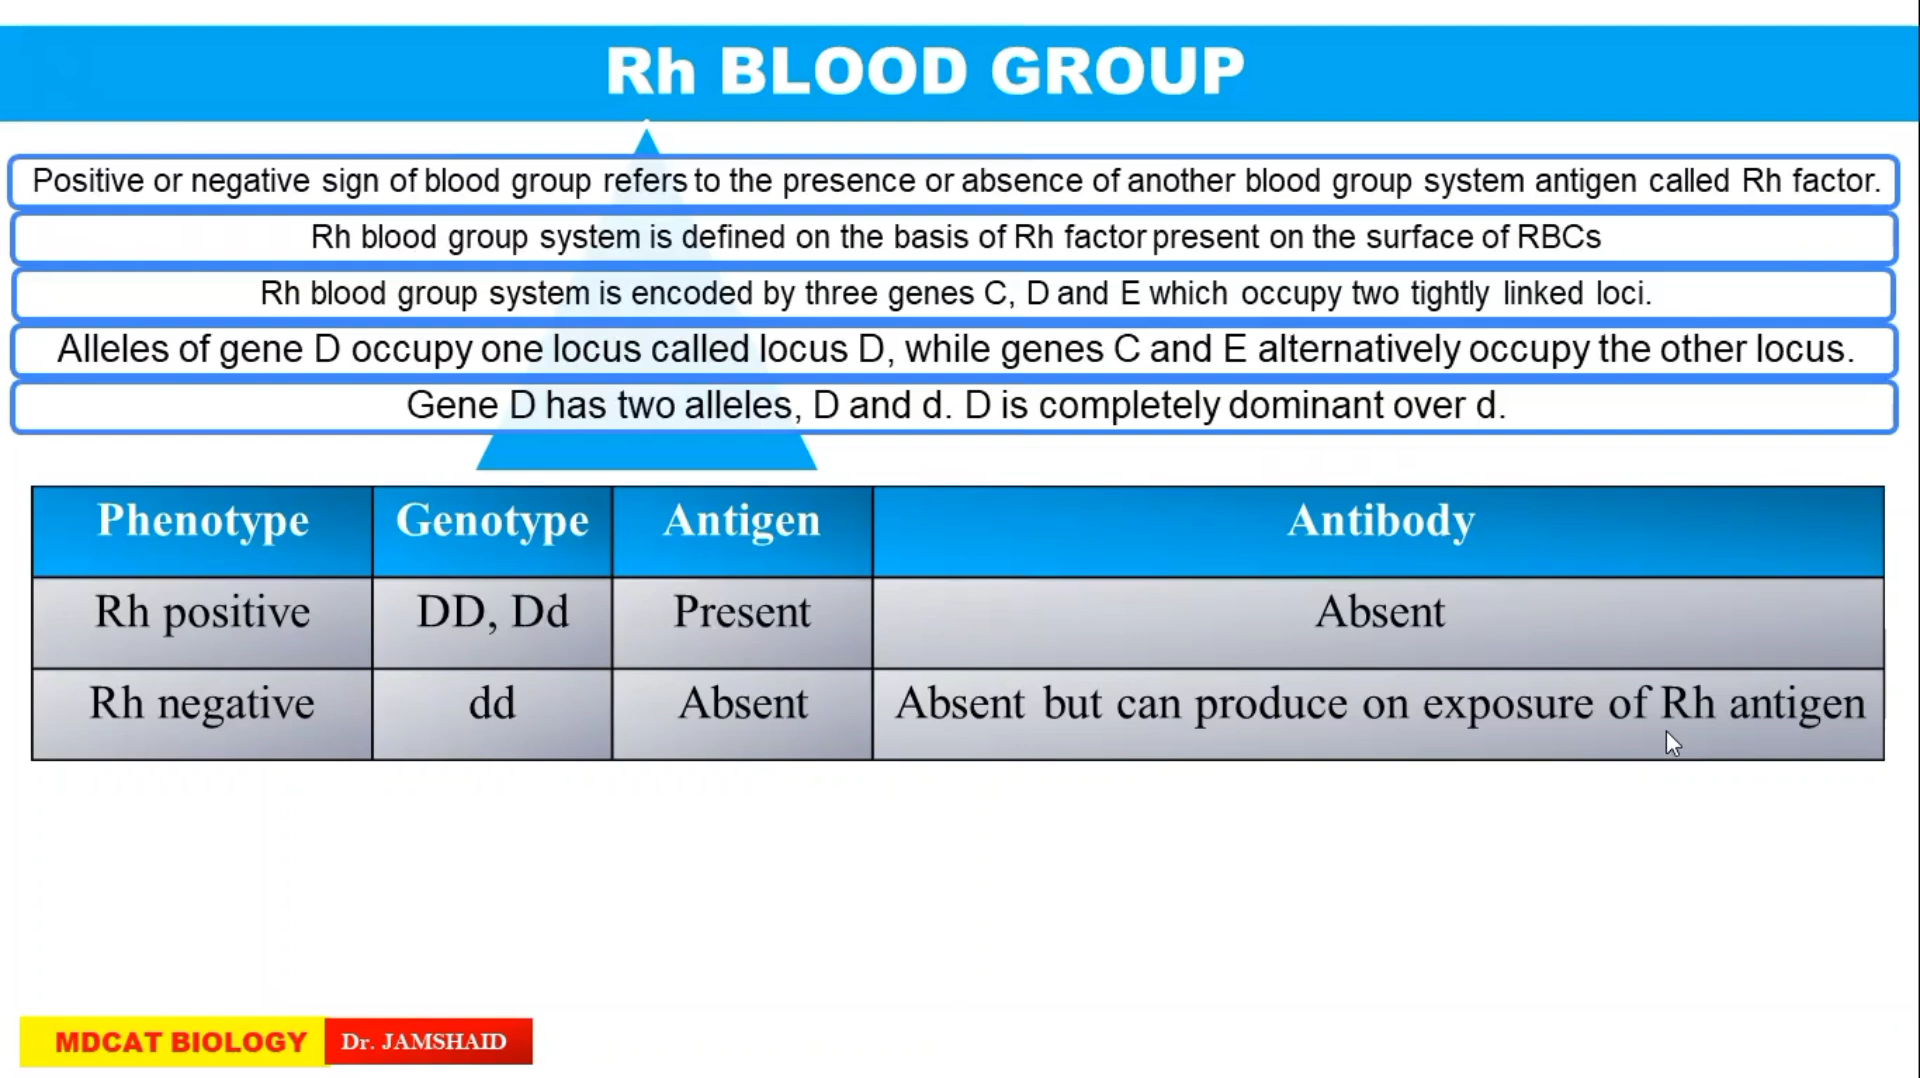 Rh BLOOD GROUP
Positive or negative sign of blood group refers to the presence or absence of another blood group system antigen called Rh factor.
Rh blood group system is defined on the basis of Rh factor present on the surface of RBCs
Rh blood group system is encoded by three genes C, D and E which occupy two tightly linked loci.
Alleles of gene D occupy one locus called locus D, while genes C and E alternatively occupy the other locus.
Gene D has two alleles, D and d. D is completely dominant over d.
Phenotype Genotype Antigen Antibody
Rh positive DD, Dd Present Absent
Rh negative dd Absent Absent but can produce on exposure of Rh antigen
MDCAT BIOLOGY Dr. JAMSHAID